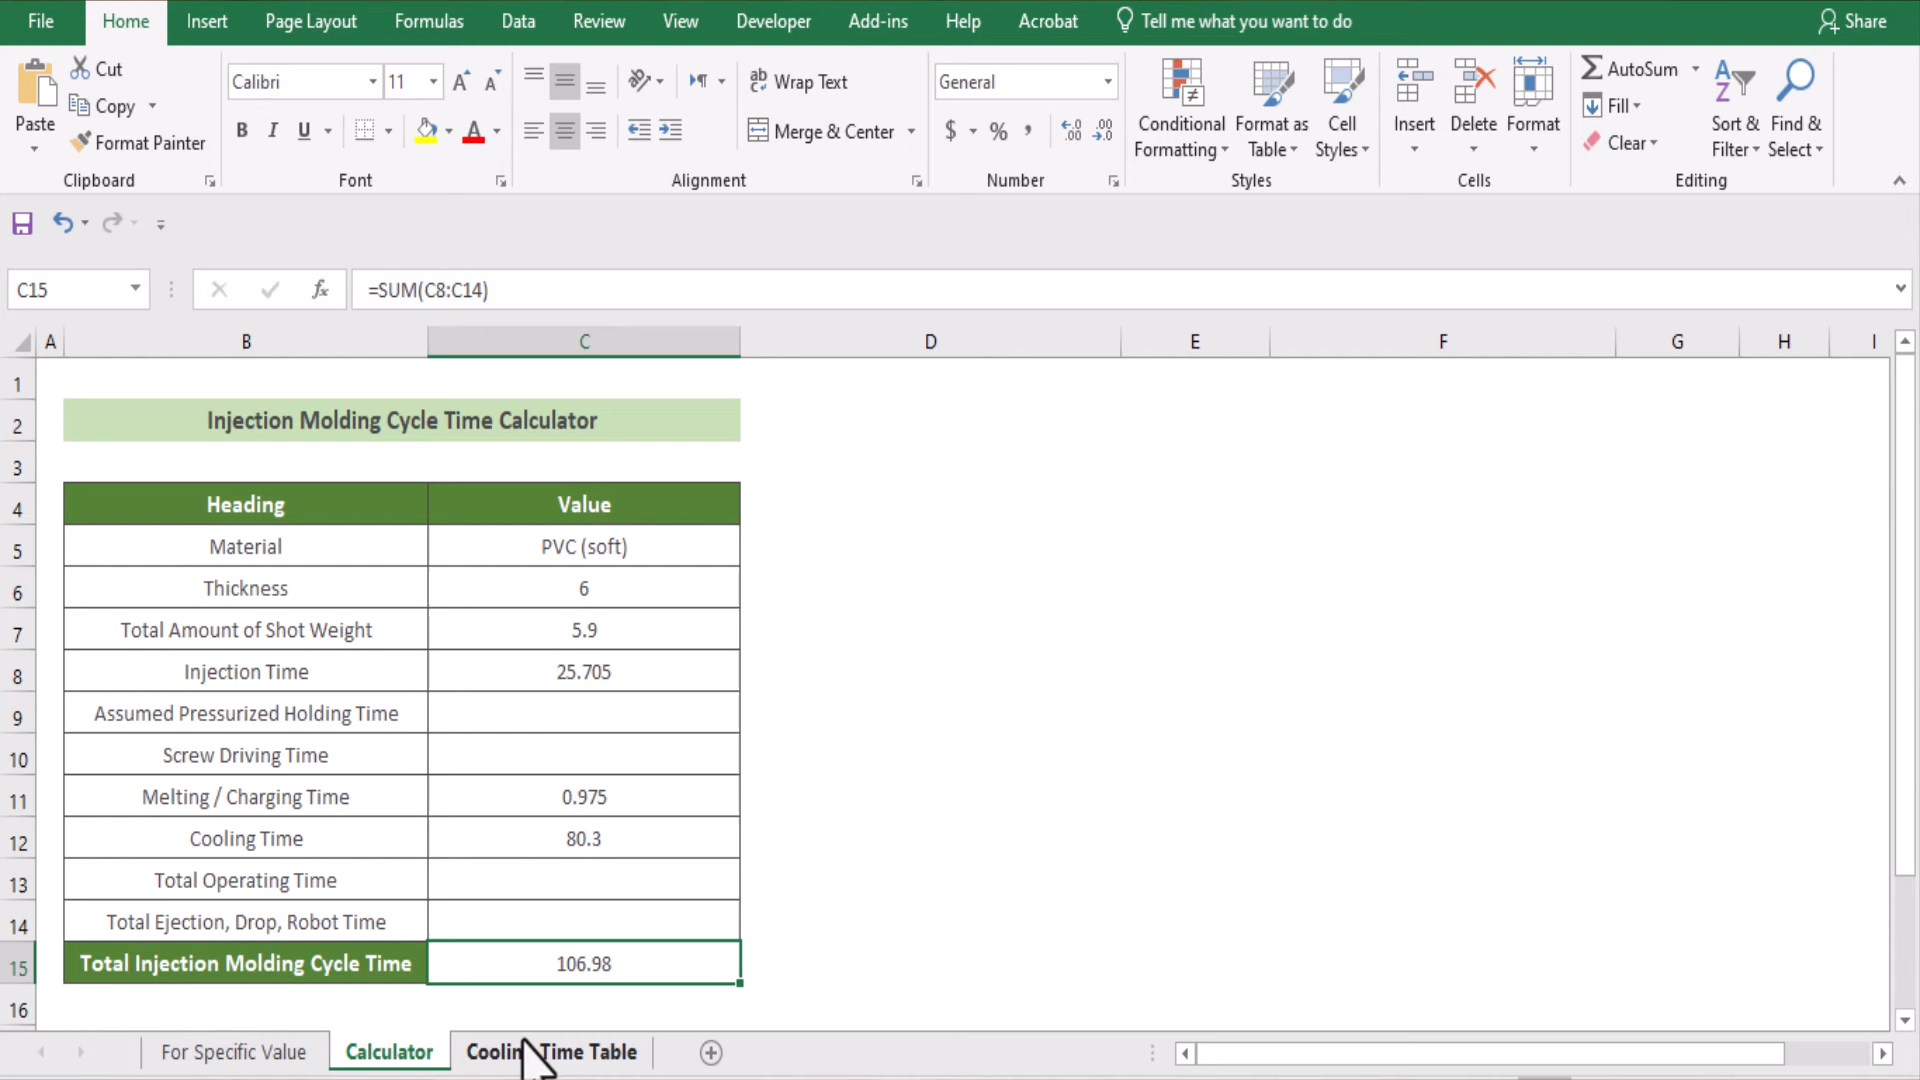 File Home Insert Page Layout Formulas Data Review View Developer Add-ins Help Acrobat Tell me what you want to do Share
Cut
Copy
Format Painter
Paste
Clipboard
Calibri 11
B I U A
Font
Wrap Text
Merge & Center
Alignment
General
$ %
Number
Conditional Formatting
Format as Table
Cell Styles
Styles
Insert Delete Format
Cells
AutoSum
Fill
Clear
Sort & Filter
Find & Select
Editing
C15 fx =SUM(C8:C14)
A B C D E F G H I
1
2 Injection Molding Cycle Time Calculator
3
4 Heading Value
5 Material PVC (soft)
6 Thickness 6
7 Total Amount of Shot Weight 5.9
8 Injection Time 25.705
9 Assumed Pressurized Holding Time
10 Screw Driving Time
11 Melting / Charging Time 0.975
12 Cooling Time 80.3
13 Total Operating Time
14 Total Ejection, Drop, Robot Time
15 Total Injection Molding Cycle Time 106.98
16
For Specific Value Calculator Cooling Time Table